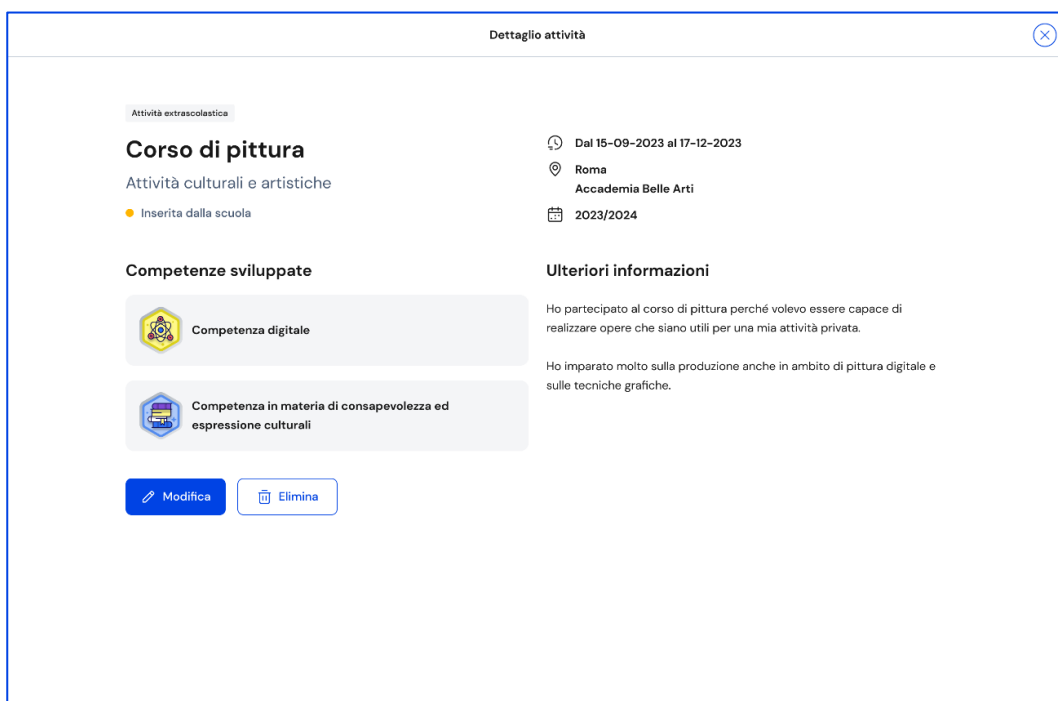 Dettaglio attività
Attività extrascolastica
Corso di pittura
Attività culturali e artistiche
Inserita dalla scuola
Dal 15-09-2023 al 17-12-2023
Roma
Accademia Belle Arti
2023/2024
Competenze sviluppate
Competenza digitale
Competenza in materia di consapevolezza ed
espressione culturali
Ulteriori informazioni
Ho partecipato al corso di pittura perché volevo essere capace di
realizzare opere che siano utili per una mia attività privata.
Ho imparato molto sulla produzione anche in ambito di pittura digitale e
sulle tecniche grafiche.
Modifica
Elimina